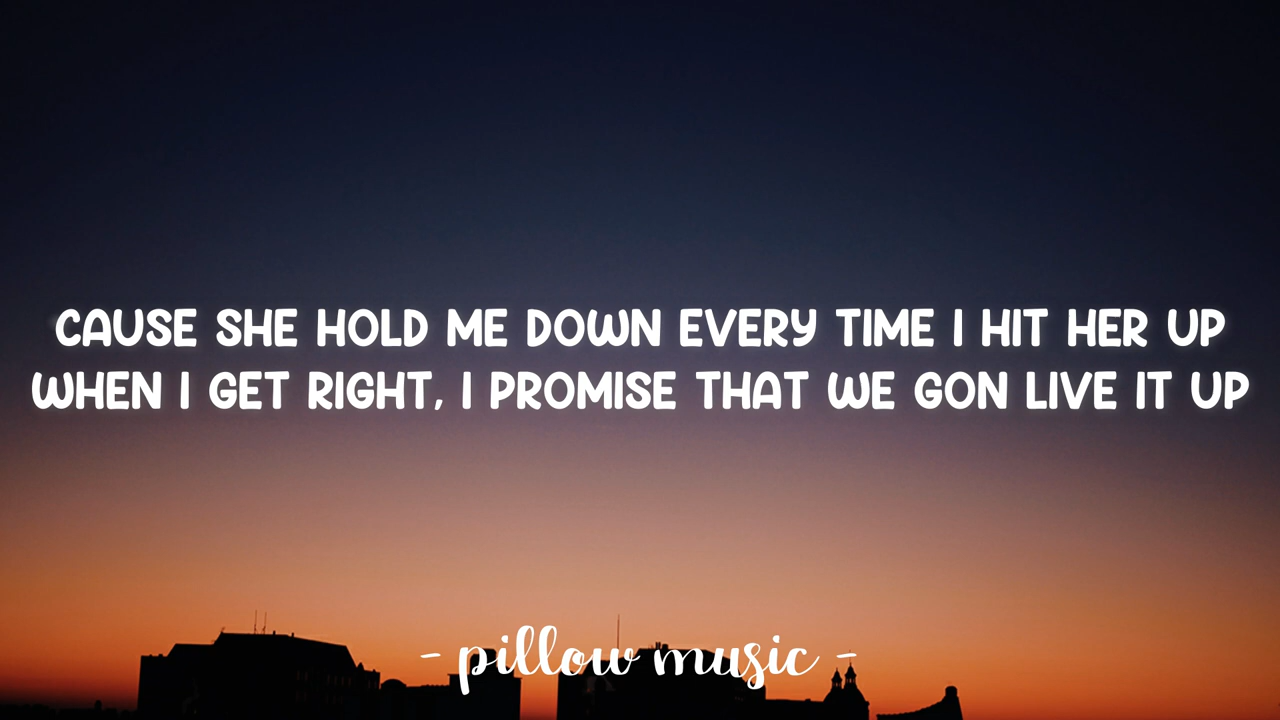 CAUSE SHE HOLD ME DOWN EVERY TIME I HIT HER UP
WHEN I GET RIGHT, I PROMISE THAT WE GON LIVE IT UP
- pillow music -